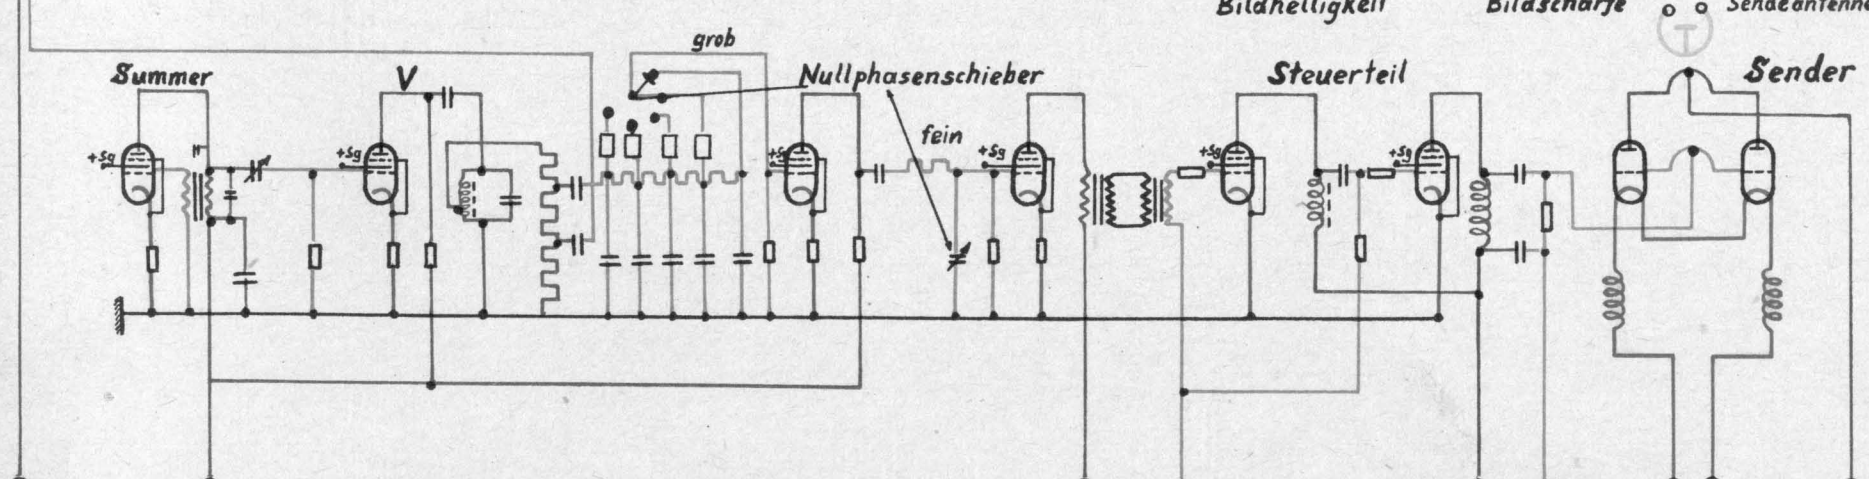 Bildhelligkeit
Bildschärfe
Sendeantenne
T
grob
Summer
V
Nullphasenschieber
Steuerteil
Sender
fein
+Sg
+Sg
+Sg
+Sg
+Sg
+Sg